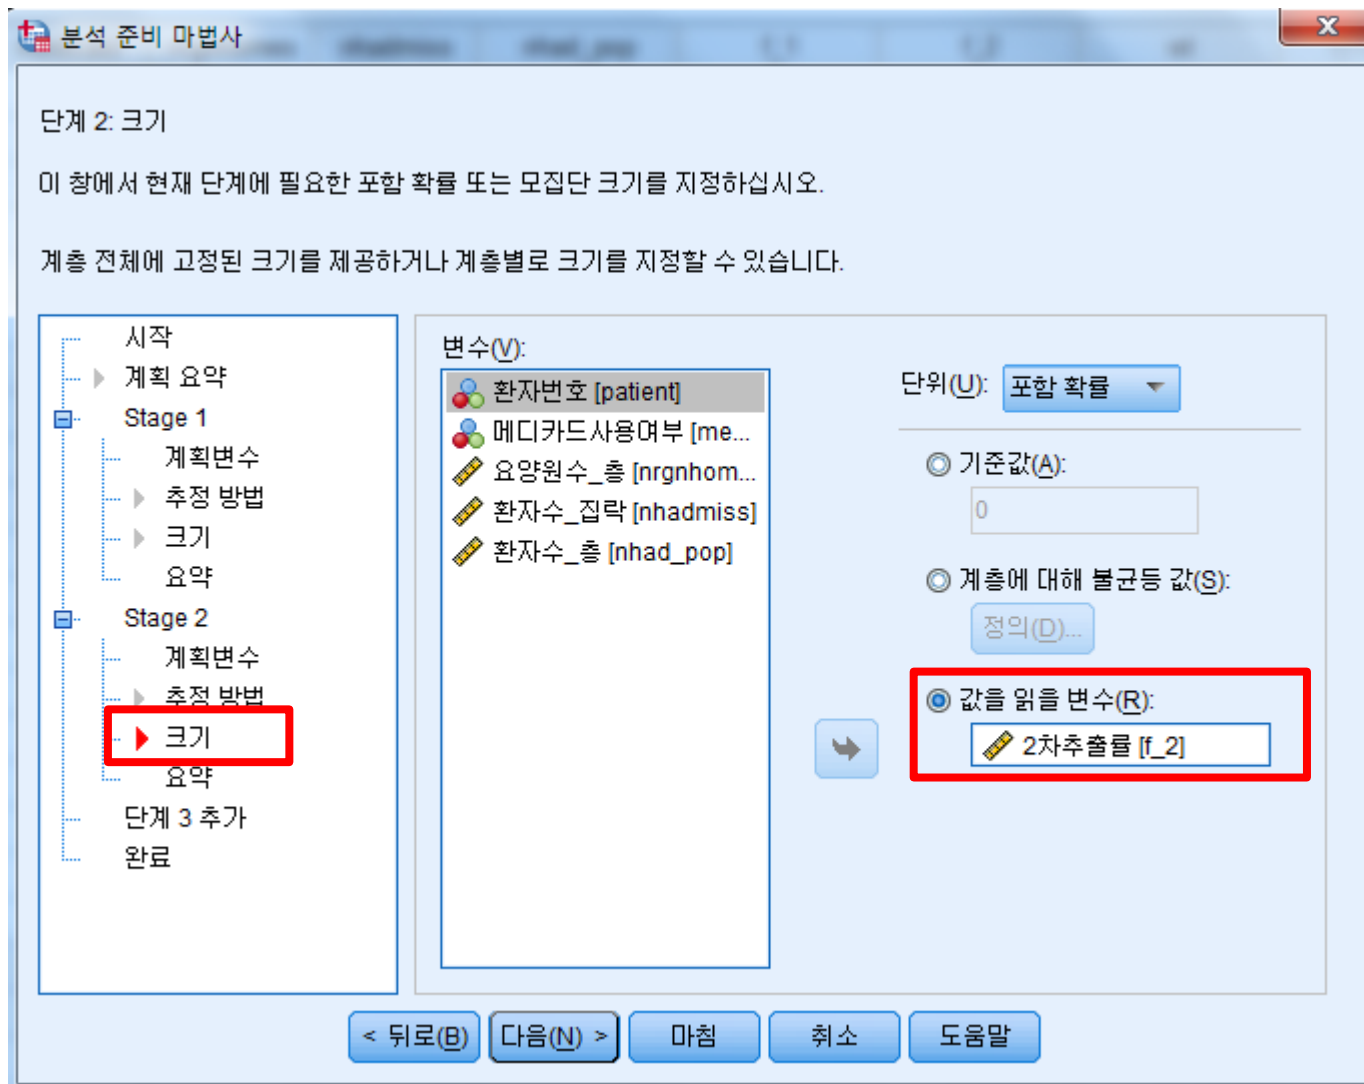 분석 준비 마법사
단계 2: 크기
이 창에서 현재 단계에 필요한 포함 확률 또는 모집단 크기를 지정하십시오.
계층 전체에 고정된 크기를 제공하거나 계층별로 크기를 지정할 수 있습니다.
시작
계획 요약
Stage 1
계획변수
추정 방법
크기
요약
Stage 2
계획변수
추정 방법
크기
요약
단계 3 추가
완료
변수(V):
환자번호 [patient]
메디카드사용여부 [me...
요양원수_층 [nrgnhom...
환자수_집락 [nhadmiss]
환자수_층 [nhad_pop]
단위(U): 포함 확률
기준값(A):
0
계층에 대해 불균등 값(S):
정의(D)...
값을 읽을 변수(R):
2차추출률 [f_2]
< 뒤로(B) 다음(N) > 마침 취소 도움말